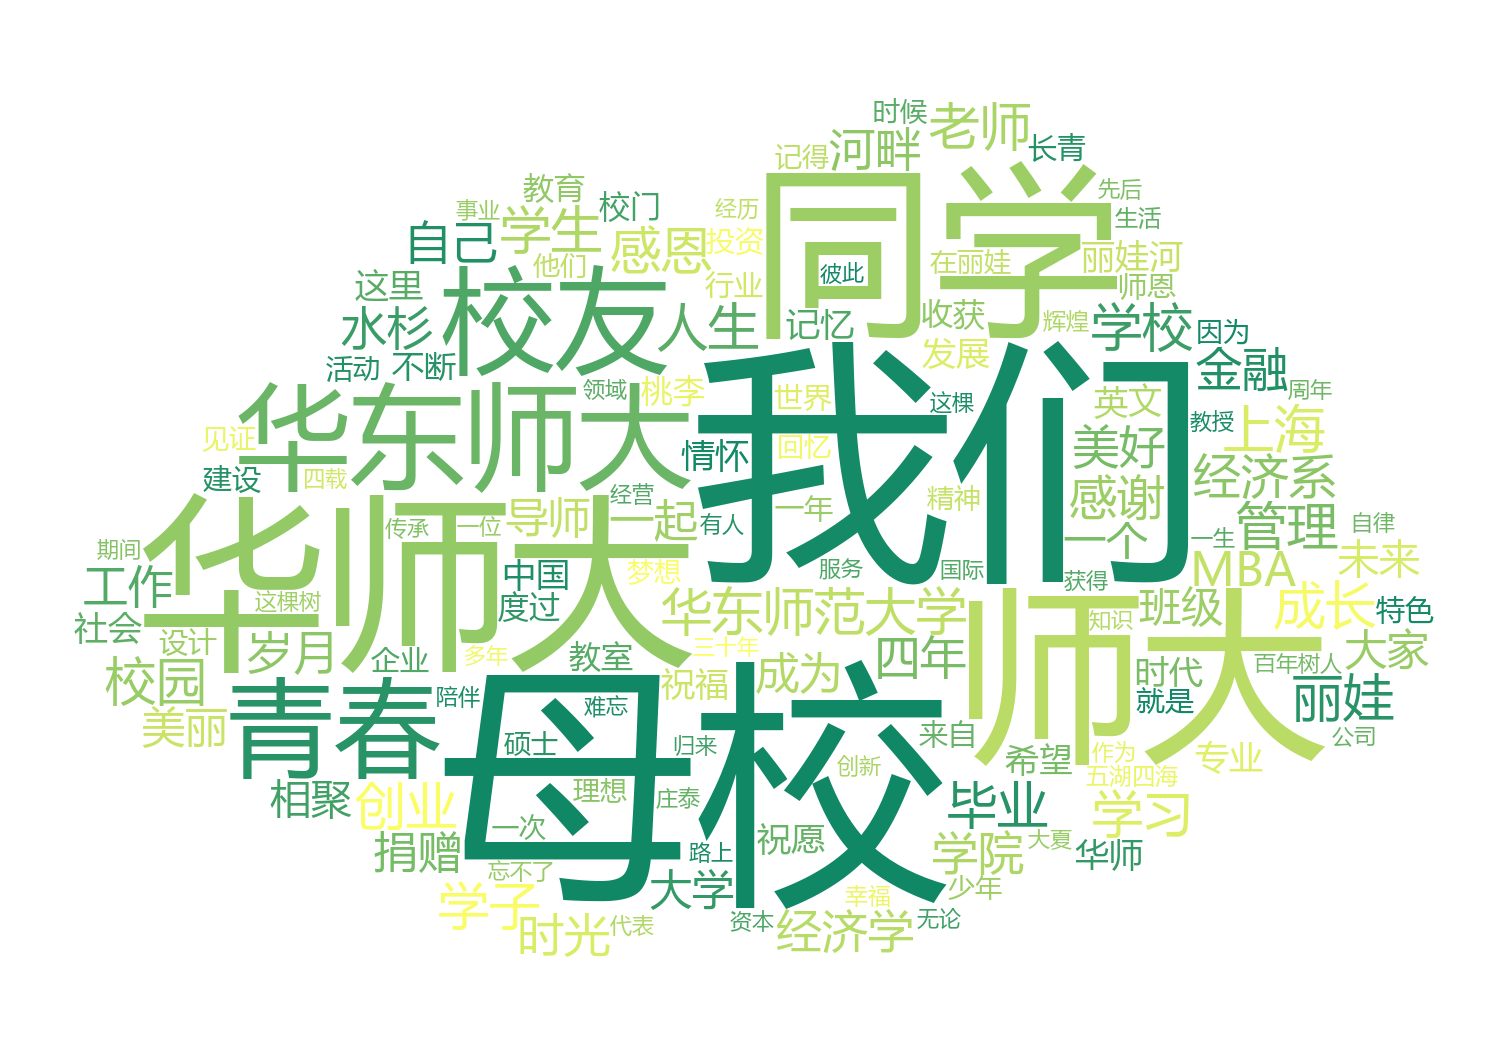 时候
老师
河畔
长青
记得
同学
先后
教育
校门
经历
生活
事业
学生
自己
感恩
投资
丽娃河
他们
在丽娃
彼此
这里
校友
行业
师恩
水杉
人生
记忆
收获
辉煌
学校
因为
活动
不断
发展
金融
我们
华东师大
领域
桃李
世界
这棵
英文
周年
见证
情怀
回忆
美好
教授
上海
建设
四载
经营
精神
感谢
经济系
华师大
传承
一位
导师
一起
有人
一年
一个
一生
管理
自律
期间
工作
中国
梦想
服务
国际
获得
MBA
未来
这棵树
度过
华东师范大学
师大
知识
班级
成长
特色
社会
设计
岁月
企业
多年
教室
三十年
四年
大家
校园
青春
陪伴
祝福
成为
时代
百年树人
丽娃
美丽
母校
难忘
就是
硕士
归来
来自
希望
作为
专业
公司
相聚
创业
理想
庄泰
创新
五湖四海
捐赠
一次
祝愿
毕业
学习
路上
学院
大夏
华师
忘不了
大学
幸福
少年
学子
时光
代表
资本
经济学
无论